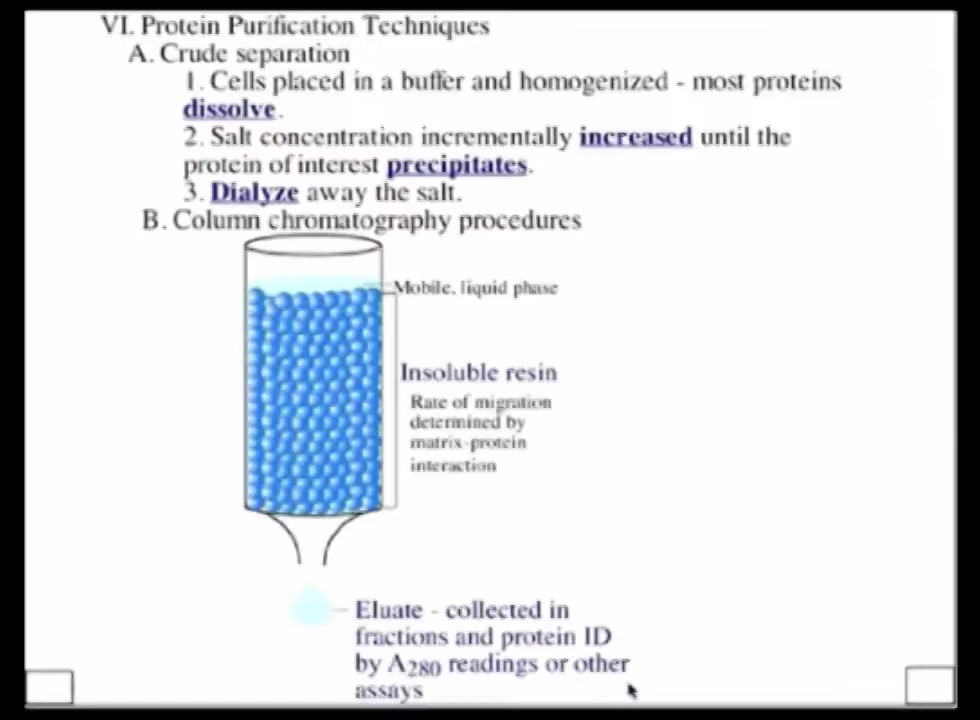 VI. Protein Purification Techniques
A. Crude separation
1. Cells placed in a buffer and homogenized - most proteins
dissolve.
2. Salt concentration incrementally increased until the
protein of interest precipitates.
3. Dialyze away the salt.
B. Column chromatography procedures
Mobile, liquid phase
Insoluble resin
Rate of migration
determined by
matrix-protein
interaction
Eluate - collected in
fractions and protein ID
by A280 readings or other
assays